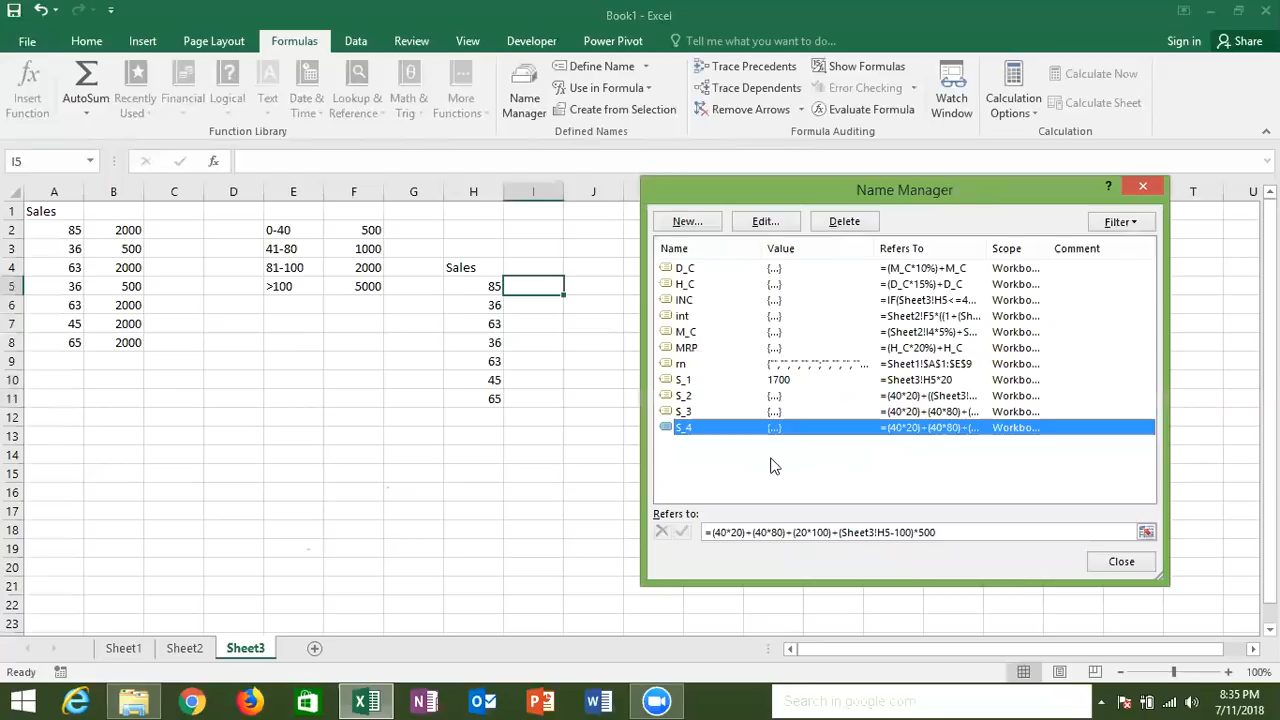 Book1 - Excel
File Home Insert Page Layout Formulas Data Review View Developer Power Pivot Tell me what you want to do... Sign in Share
Insert Function
AutoSum
Recently Used
Financial
Logical
Text
Date & Time
Lookup & Reference
Math & Trig
More Functions
Function Library
Name Manager
Define Name
Use in Formula
Create from Selection
Defined Names
Trace Precedents
Trace Dependents
Remove Arrows
Show Formulas
Error Checking
Evaluate Formula
Formula Auditing
Watch Window
Calculation Options
Calculate Now
Calculate Sheet
Calculation
I5
fx
A B C D E F G H I J T U
1 Sales
2 85 2000 0-40 500
3 36 500 41-80 1000
4 63 2000 81-100 2000 Sales
5 36 500 >100 5000 85
6 63 2000 36
7 45 2000 63
8 65 2000 36
9 63
10 45
11 65
12
13
14
15
16
17
18
19
20
21
22
23
Name Manager
?
New... Edit... Delete Filter
Name Value Refers To Scope Comment
D_C {...} =(M_C*10%)+M_C Workbo...
H_C {...} =(D_C*15%)+D_C Workbo...
INC {...} =IF(Sheet3!H5<=4... Workbo...
int {...} =Sheet2!F5*((1+(Sh... Workbo...
M_C {...} =(Sheet2!I4*5%)+S... Workbo...
MRP {...} =(H_C*20%)+H_C Workbo...
rn {"","","","","";"","","",""... =Sheet1!$A$1:$E$9 Workbo...
S_1 1700 =Sheet3!H5*20 Workbo...
S_2 {...} =(40*20)+((Sheet3!... Workbo...
S_3 {...} =(40*20)+(40*80)+(... Workbo...
S_4 {...} =(40*20)+(40*80)+(... Workbo...
Refers to:
=(40*20)+(40*80)+(20*100)+(Sheet3!H5-100)*500
Close
Sheet1 Sheet2 Sheet3
Ready 100%
Search in google.com
8:35 PM
7/11/2018